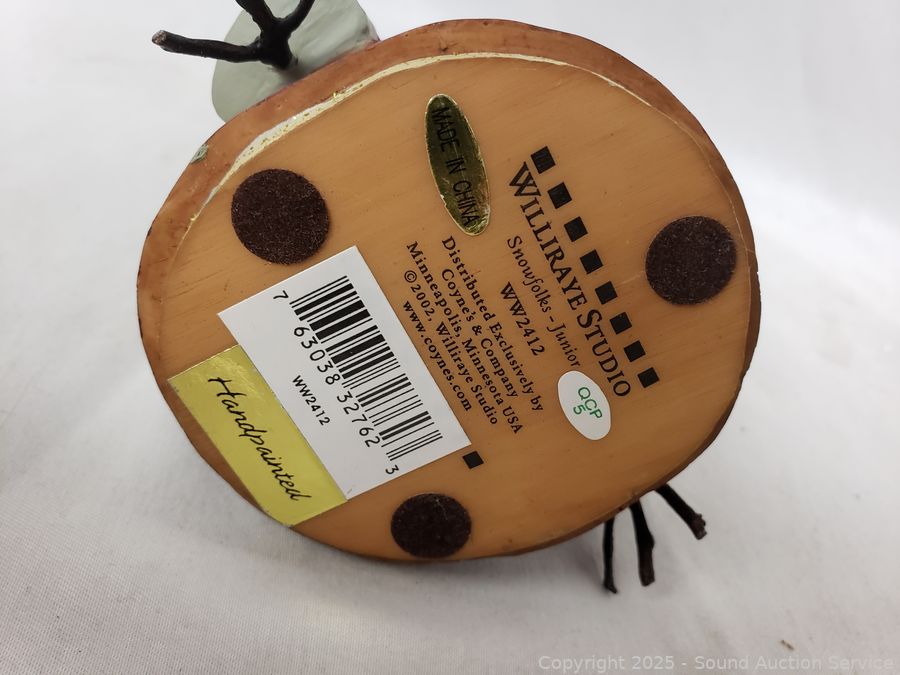 MADE IN CHINA
WILLIRAYE STUDIO
Snowfolks - Junior
WW2412
Distributed Exclusively by
Coyne's & Company
Minneapolis, Minnesota USA
©2002, Williraye Studio
www.coynes.com
QCP
5
7 63038 32762 3
WW2412
Handpainted
Copyright 2025 - Sound Auction Service